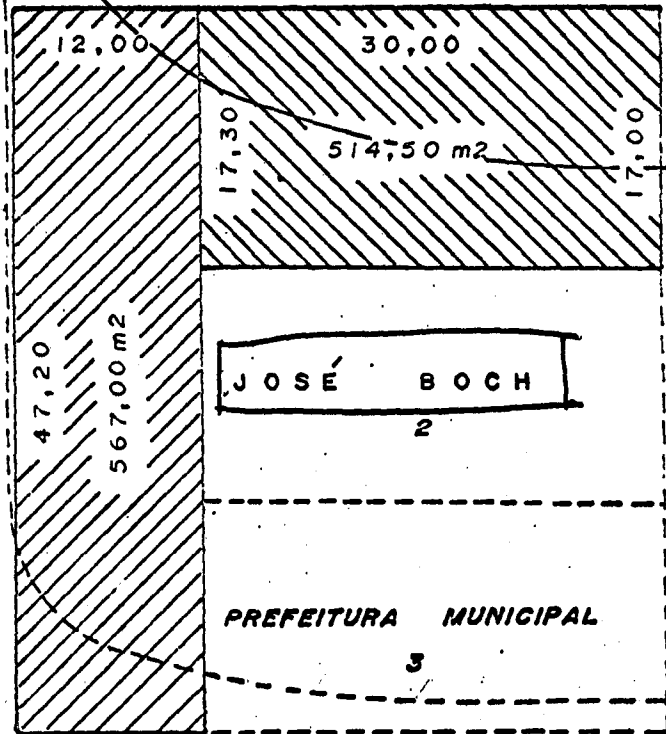 12,00 30,00
17,30
514,50 m2
17,00
47,20
567,00 m2
JOSÉ BOCH
2
PREFEITURA MUNICIPAL
3